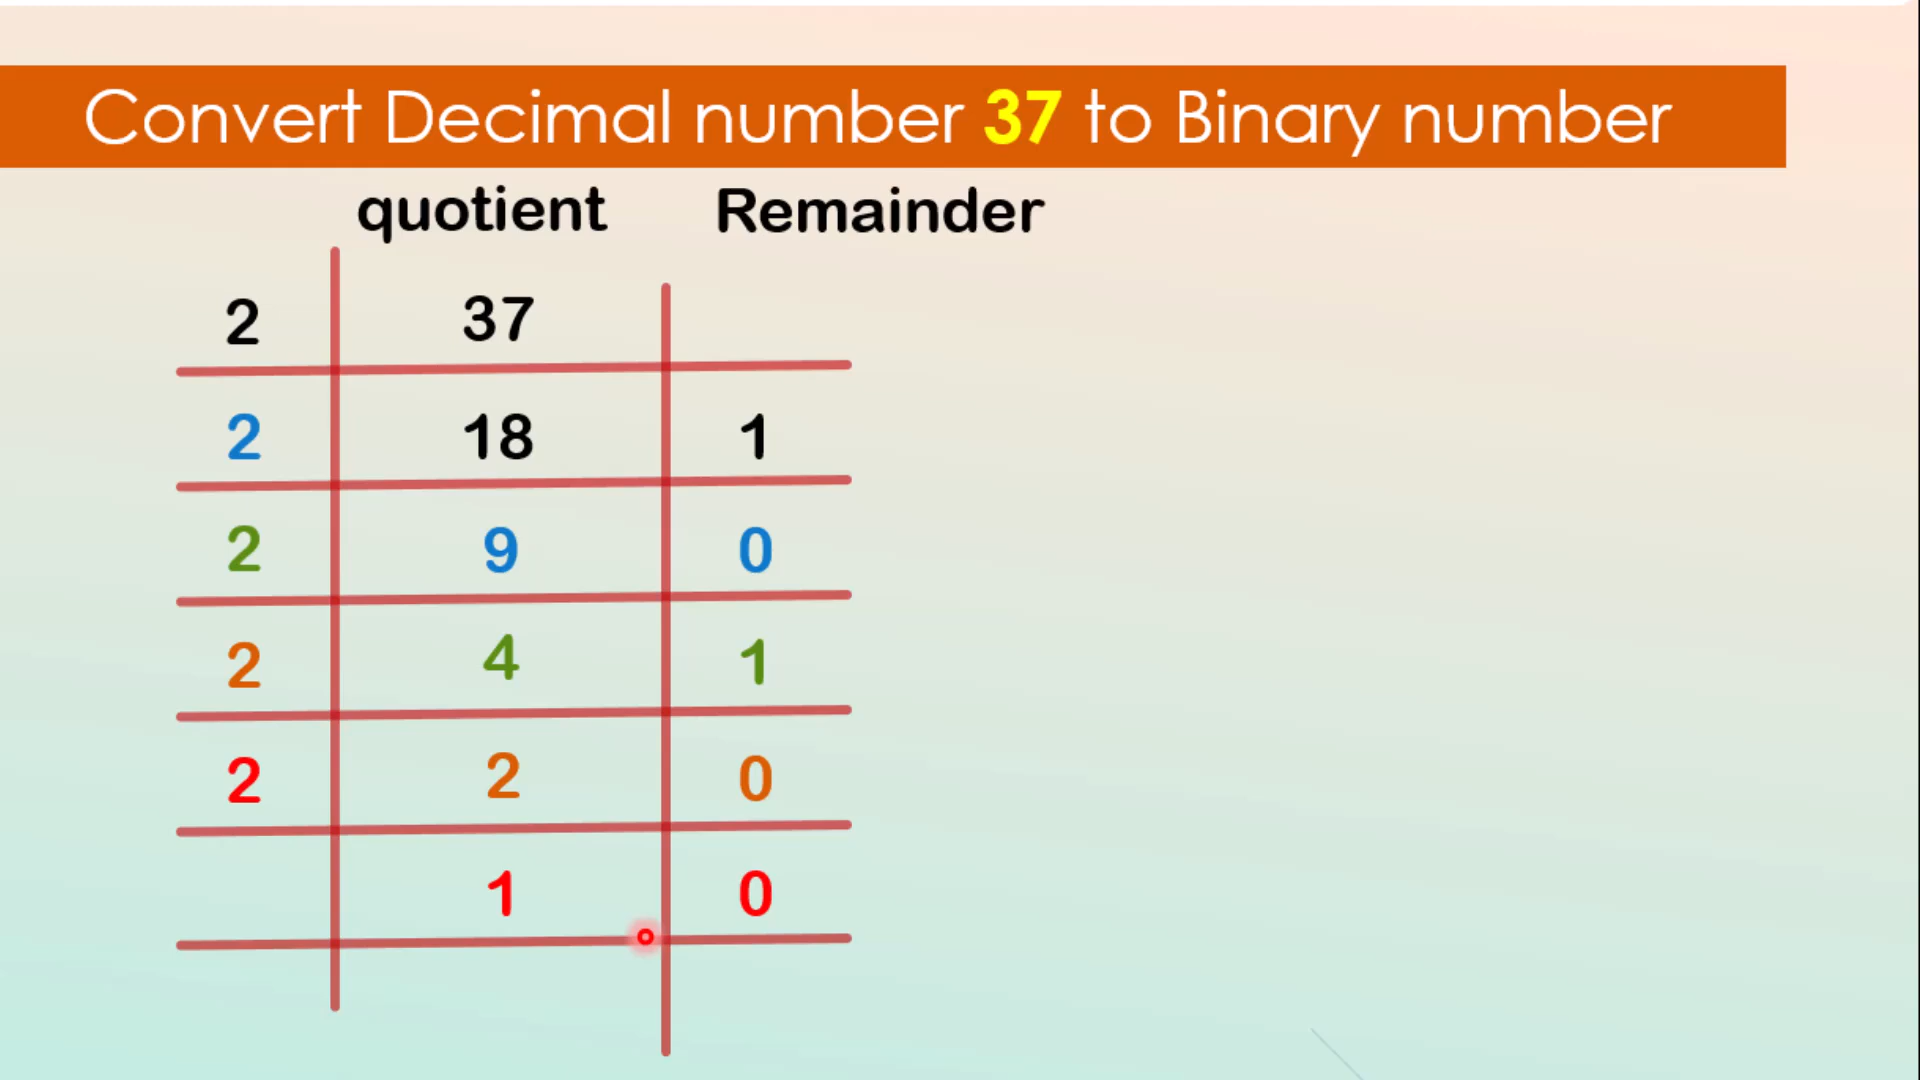 Convert Decimal number 37 to Binary number
quotient Remainder
2 37
2 18 1
2 9 0
2 4 1
2 2 0
1 0